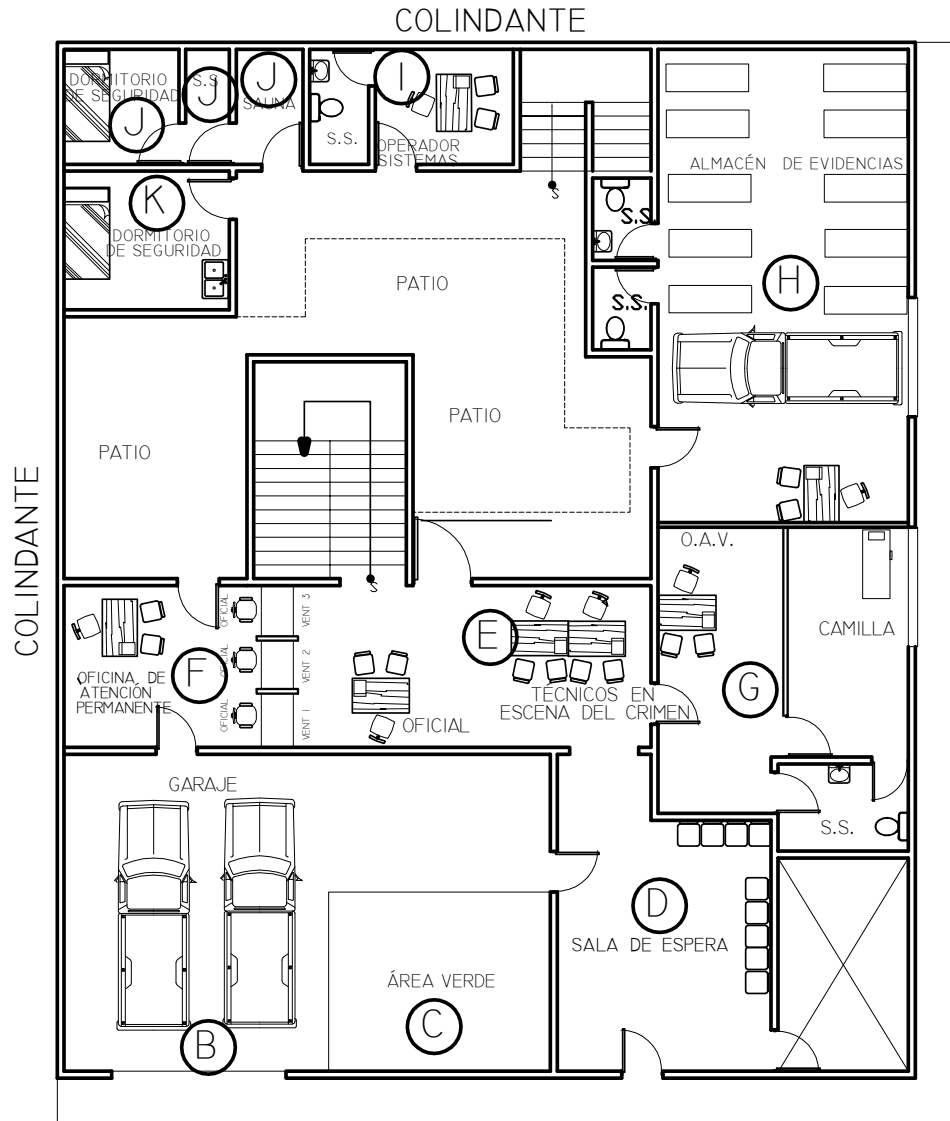 COLINDANTE
DORMITORIO
DE SEGURIDAD
J
S.S
J
J
SAUNA
S.S.
I
OPERADOR
SISTEMAS
S
ALMACÉN DE EVIDENCIAS
K
DORMITORIO
DE SEGURIDAD
S.S.
S.S.
H
PATIO
PATIO
PATIO
COLINDANTE
S
O.A.V.
CAMILLA
G
S.S.
OFICINA DE
ATENCIÓN
PERMANENTE
F
OFICIAL
OFICIAL
OFICIAL
VENT 3
VENT 2
VENT 1
OFICIAL
E
TÉCNICOS EN
ESCENA DEL CRIMEN
GARAJE
B
ÁREA VERDE
C
D
SALA DE ESPERA